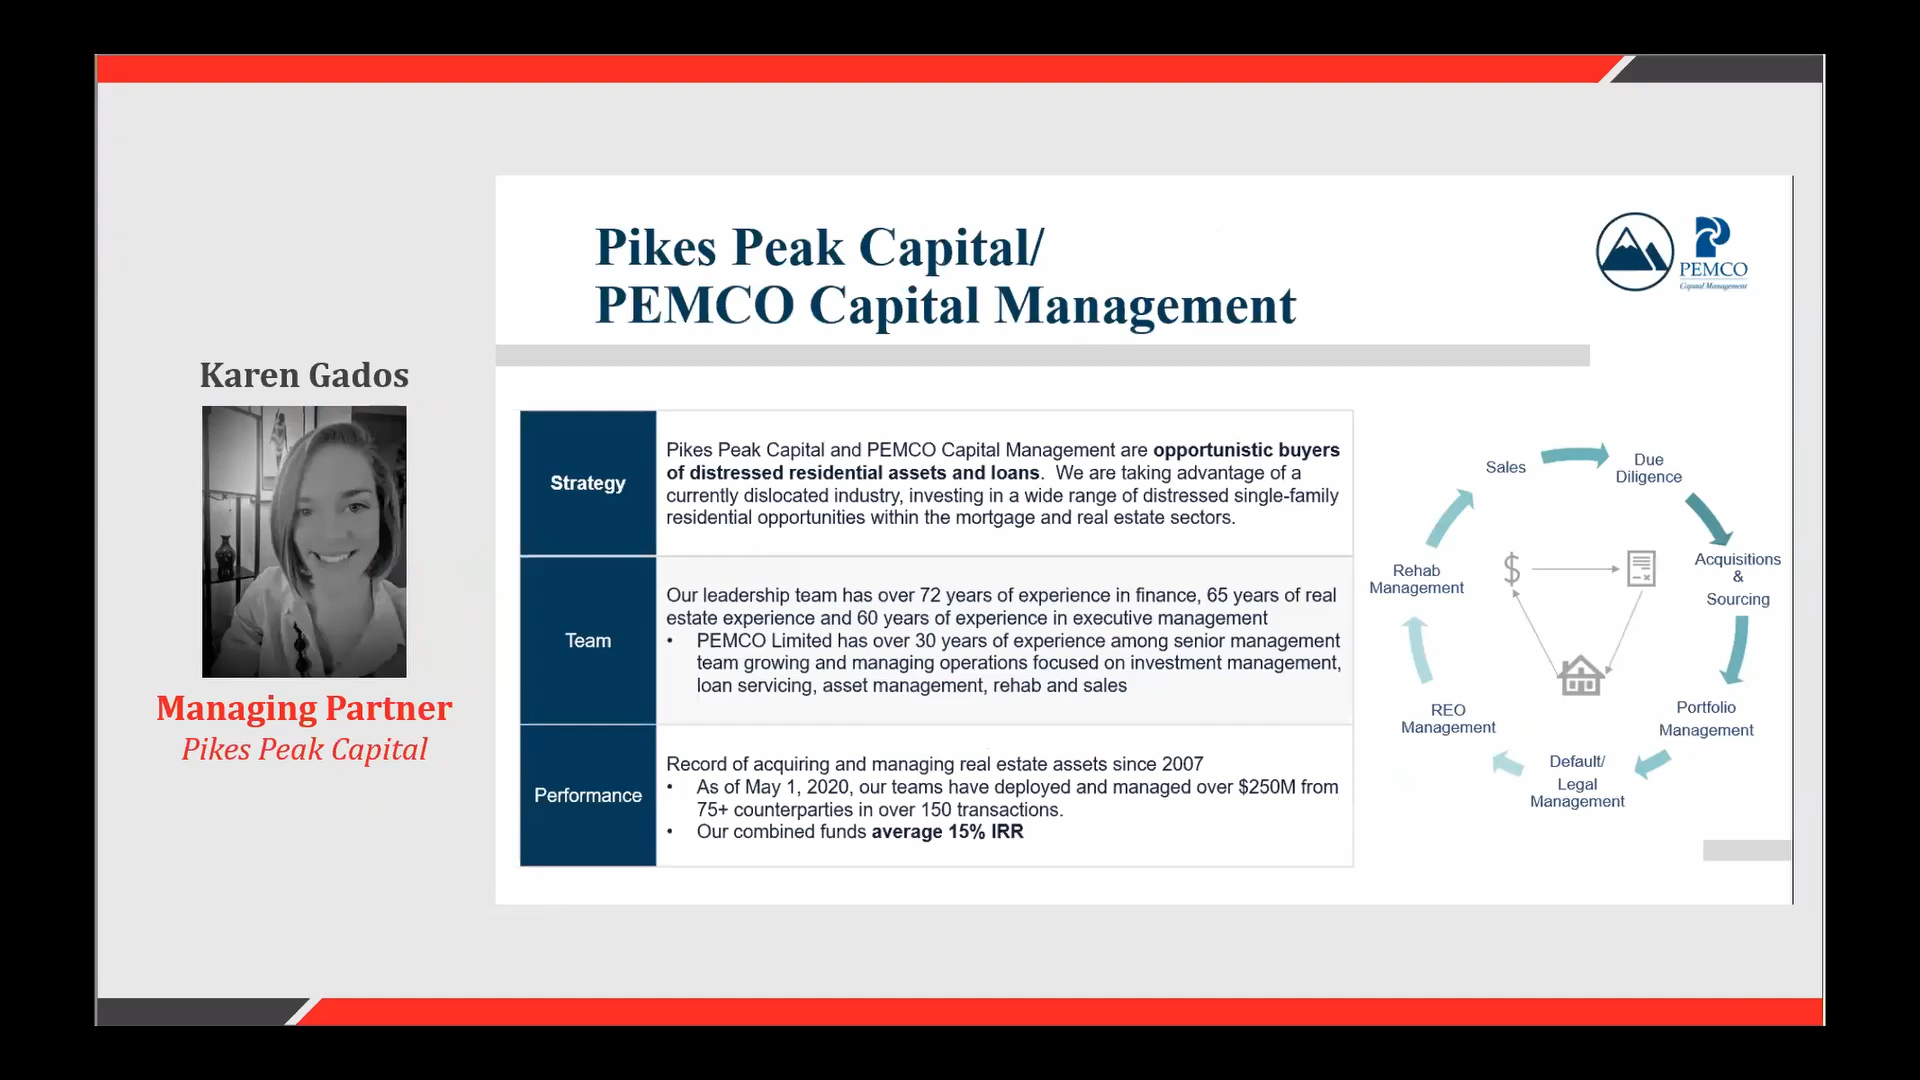 Pikes Peak Capital/
PEMCO Capital Management
PEMCO
Capital Management
Karen Gados
Managing Partner
Pikes Peak Capital
Strategy
Pikes Peak Capital and PEMCO Capital Management are opportunistic buyers
of distressed residential assets and loans. We are taking advantage of a
currently dislocated industry, investing in a wide range of distressed single-family
residential opportunities within the mortgage and real estate sectors.
Team
Our leadership team has over 72 years of experience in finance, 65 years of real
estate experience and 60 years of experience in executive management
• PEMCO Limited has over 30 years of experience among senior management
team growing and managing operations focused on investment management,
loan servicing, asset management, rehab and sales
Performance
Record of acquiring and managing real estate assets since 2007
• As of May 1, 2020, our teams have deployed and managed over $250M from
75+ counterparties in over 150 transactions.
• Our combined funds average 15% IRR
Sales
Due
Diligence
Acquisitions
&
Sourcing
Portfolio
Management
Default/
Legal
Management
REO
Management
Rehab
Management
$